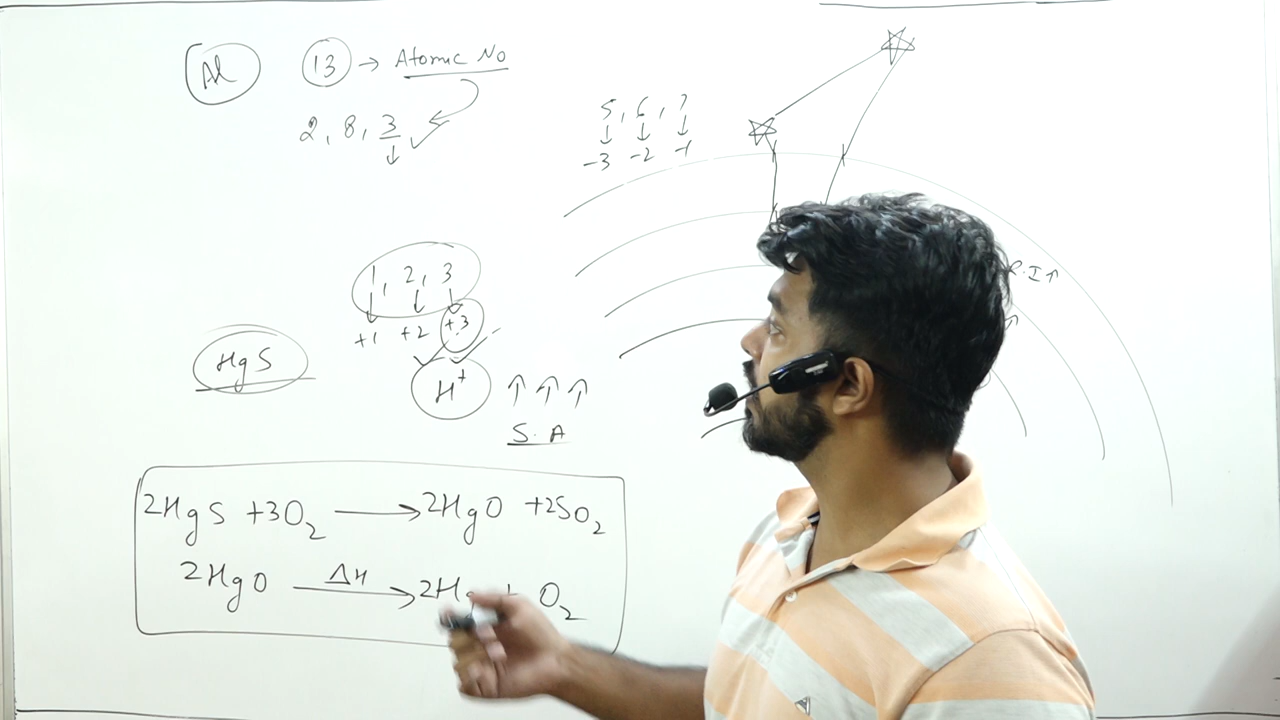 Al 13 → Atomic No
2, 8, 3
5, 6, 7
-3 -2 -1
1, 2, 3
+1 +2 +3
R.I↑
HgS
H+ ↑ ↑ ↑
S.A
2HgS +3O2 → 2HgO +2SO2
2HgO ΔH → 2Hg + O2